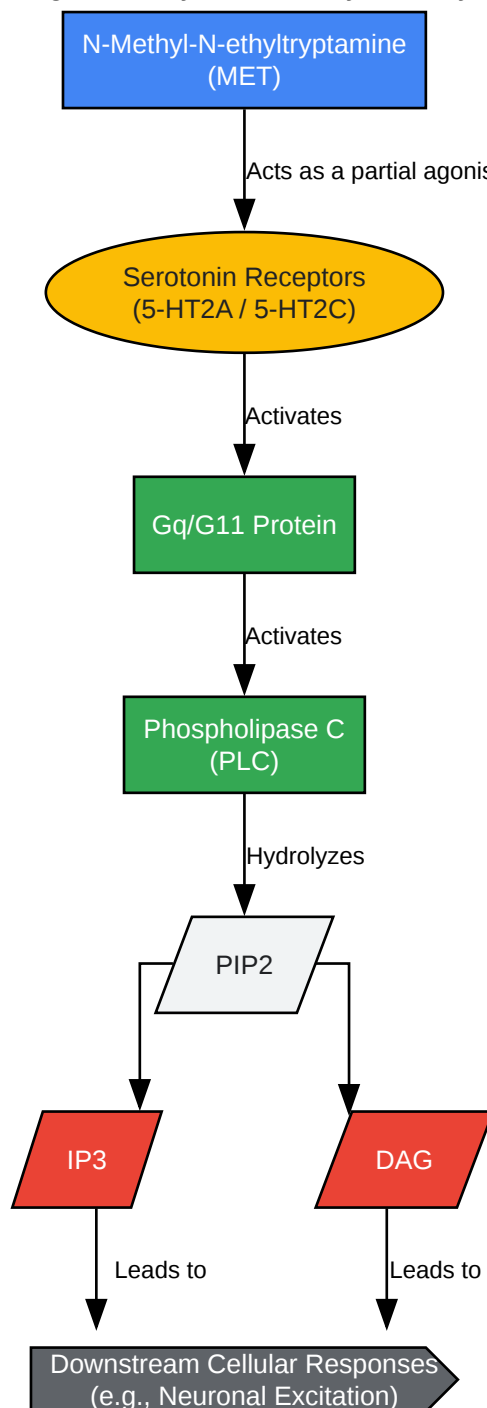 N-Methyl-N-ethyltryptamine
(MET)
Acts as a partial
Serotonin Receptors
(5-HT2A / 5-HT2C)
Activates
Gq/G11 Protein
Activates
Phospholipase C
(PLC)
Hydrolyzes
PIP2
IP3
DAG
Leads to
Leads to
Downstream Cellular Responses
(e.g., Neuronal Excitation)